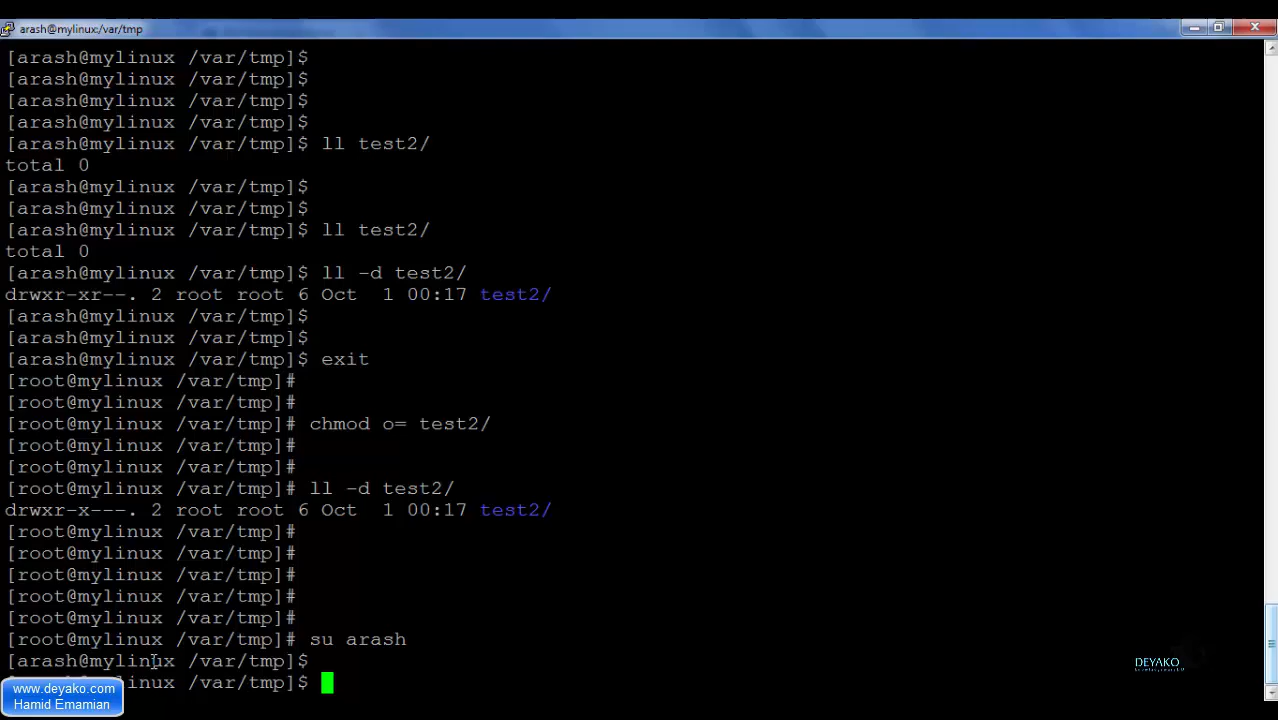 arash@mylinux:/var/tmp
[arash@mylinux /var/tmp]$
[arash@mylinux /var/tmp]$
[arash@mylinux /var/tmp]$
[arash@mylinux /var/tmp]$
[arash@mylinux /var/tmp]$ ll test2/
total 0
[arash@mylinux /var/tmp]$
[arash@mylinux /var/tmp]$
[arash@mylinux /var/tmp]$ ll test2/
total 0
[arash@mylinux /var/tmp]$ ll -d test2/
drwxr-xr--. 2 root root 6 Oct  1 00:17 test2/
[arash@mylinux /var/tmp]$
[arash@mylinux /var/tmp]$
[arash@mylinux /var/tmp]$ exit
[root@mylinux /var/tmp]#
[root@mylinux /var/tmp]#
[root@mylinux /var/tmp]# chmod o= test2/
[root@mylinux /var/tmp]#
[root@mylinux /var/tmp]#
[root@mylinux /var/tmp]# ll -d test2/
drwxr-x---. 2 root root 6 Oct  1 00:17 test2/
[root@mylinux /var/tmp]#
[root@mylinux /var/tmp]#
[root@mylinux /var/tmp]#
[root@mylinux /var/tmp]#
[root@mylinux /var/tmp]#
[root@mylinux /var/tmp]# su arash
[arash@mylinux /var/tmp]$
inux /var/tmp]$
DEYAKO
www.deyako.com
Hamid Emamian